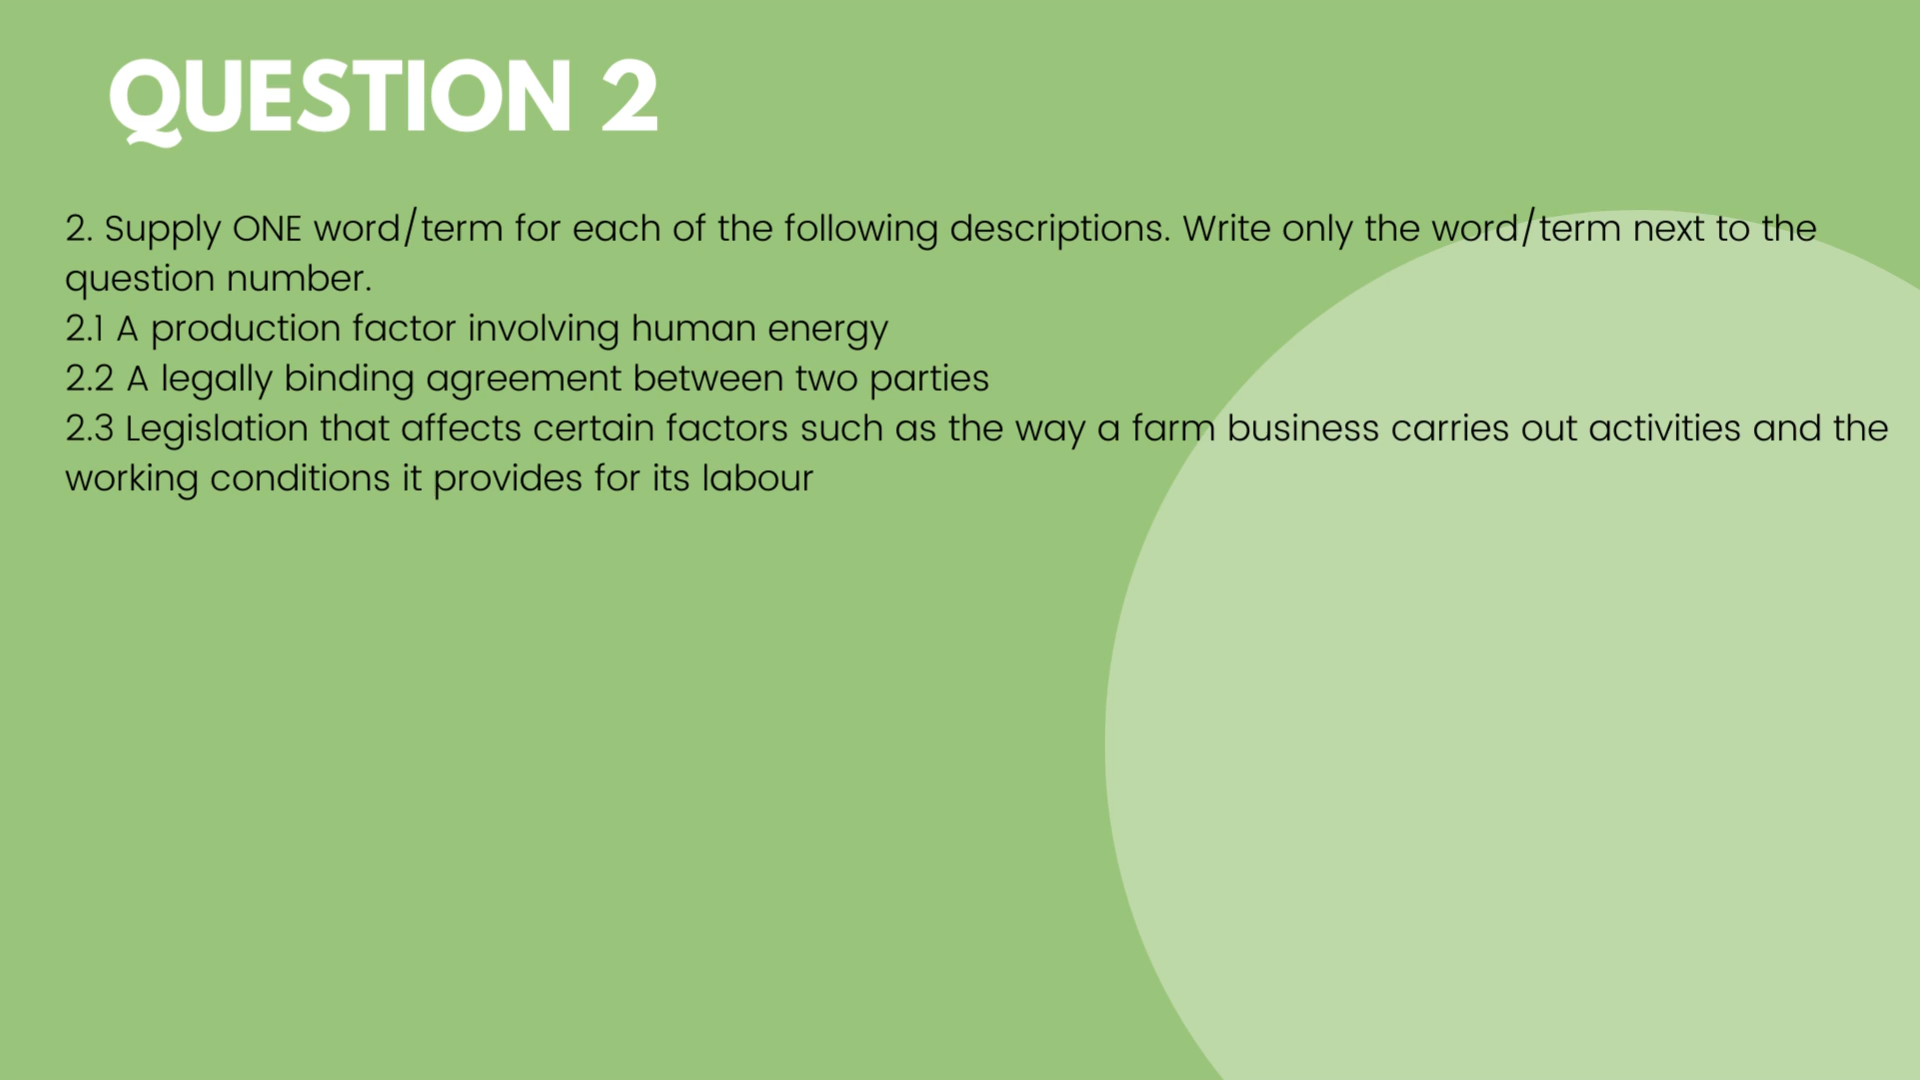 QUESTION 2
2. Supply ONE word/term for each of the following descriptions. Write only the word/term next to the
question number.
2.1 A production factor involving human energy
2.2 A legally binding agreement between two parties
2.3 Legislation that affects certain factors such as the way a farm business carries out activities and the
working conditions it provides for its labour